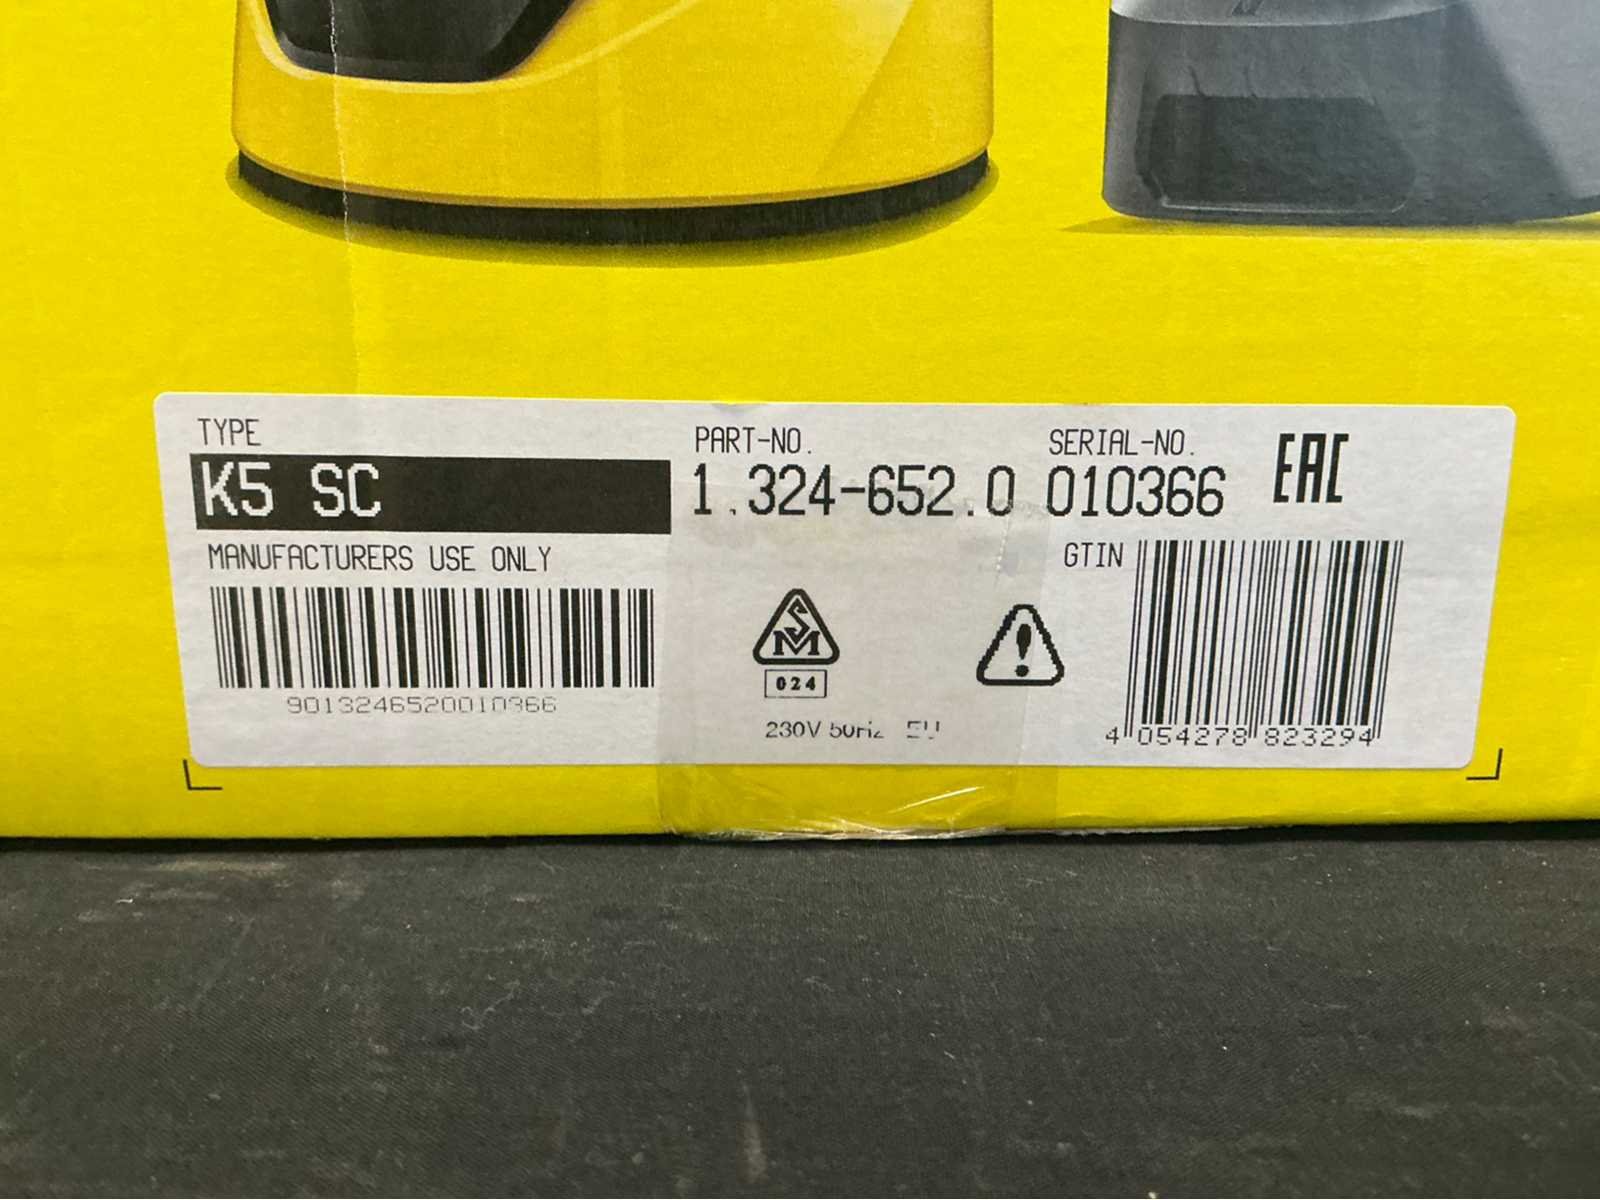 TYPE
K5 SC
PART-NO.
1.324-652.0
SERIAL-NO.
010366
EAC
MANUFACTURERS USE ONLY
9013246520010366
SM
024
230V 50Hz EU
GTIN
4 054278 823294